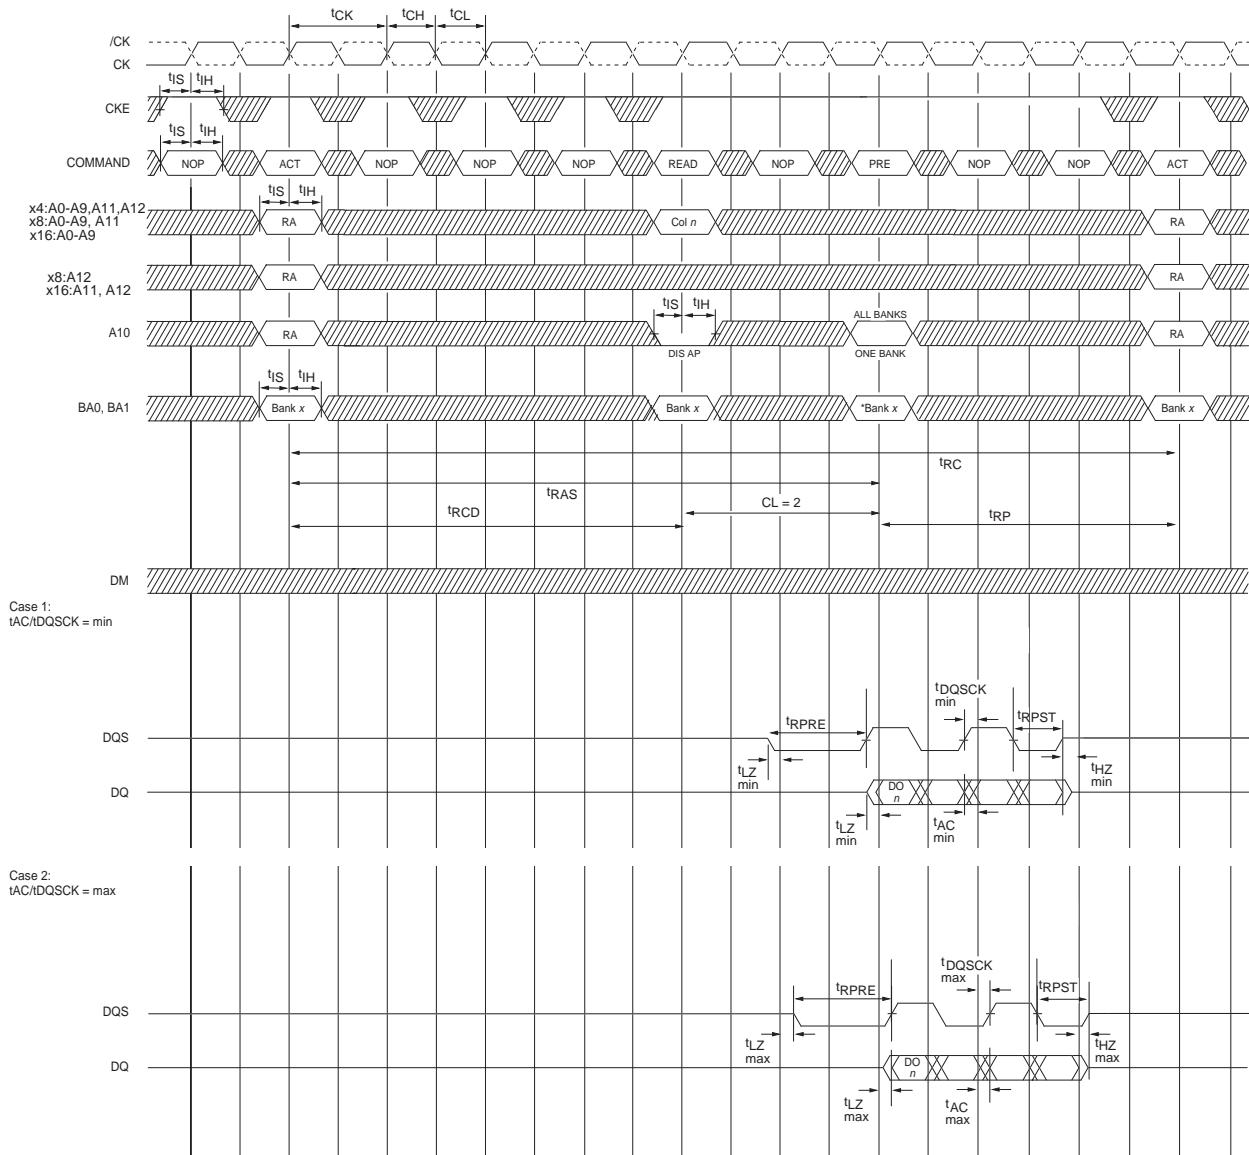 tCK tCH tCL
/CK
CK
tIS tIH
CKE
tIS tIH
COMMAND NOP ACT NOP NOP NOP READ NOP PRE NOP NOP ACT
tIS tIH
x4:A0-A9,A11,A12
x8:A0-A9, A11
x16:A0-A9
RA Col n RA
x8:A12
x16:A11, A12
RA RA
tIS tIH
ALL BANKS
A10 RA RA
DIS AP ONE BANK
tIS tIH
BA0, BA1 Bank x Bank x *Bank x Bank x
tRC
tRAS
CL = 2
tRCD tRP
DM
Case 1:
tAC/tDQSCK = min
tDQSCK
min
tRPRE tRPST
DQS
tLZ
min
tHZ
min
DQ DO
n
tLZ
min
tAC
min
Case 2:
tAC/tDQSCK = max
tDQSCK
max
tRPRE tRPST
DQS
tLZ
max
tHZ
max
DQ DO
n
tLZ
max
tAC
max